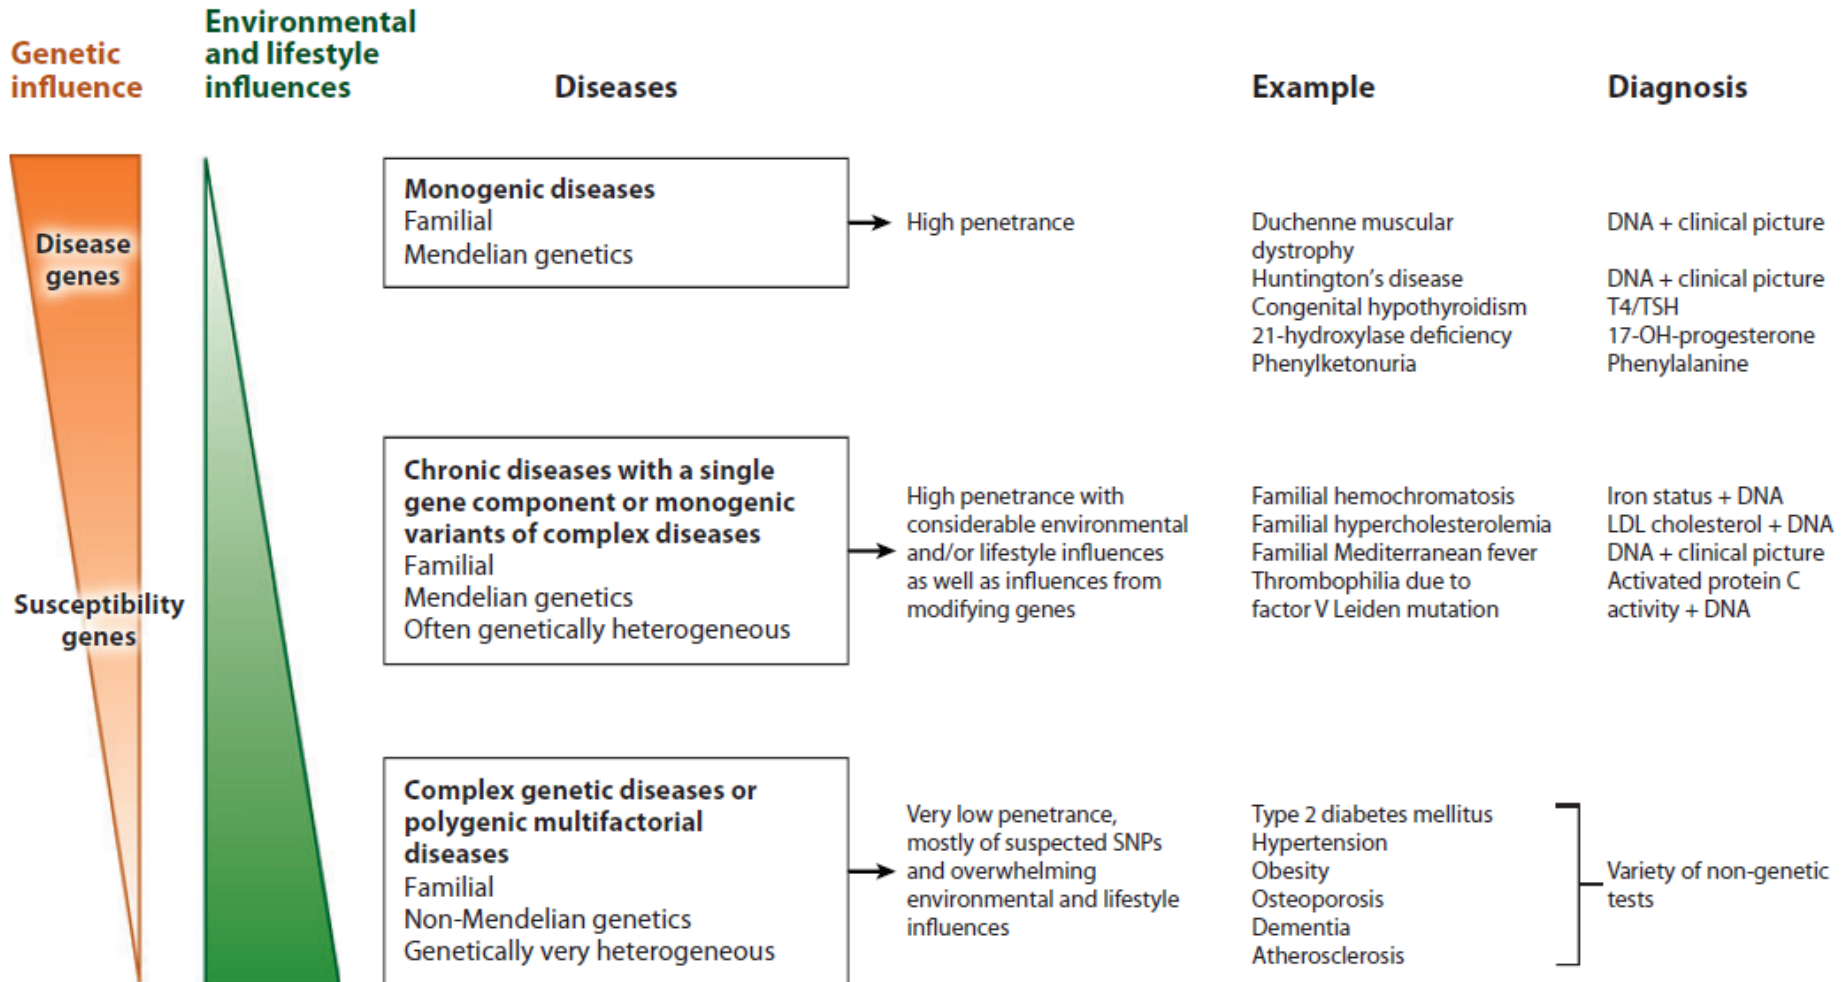 Genetic
influence
Environmental
and lifestyle
influences
Diseases
Example
Diagnosis
Disease
genes
Susceptibility
genes
Monogenic diseases
Familial
Mendelian genetics
High penetrance
Duchenne muscular
dystrophy
Huntington’s disease
Congenital hypothyroidism
21-hydroxylase deficiency
Phenylketonuria
DNA + clinical picture
DNA + clinical picture
T4/TSH
17-OH-progesterone
Phenylalanine
Chronic diseases with a single
gene component or monogenic
variants of complex diseases
Familial
Mendelian genetics
Often genetically heterogeneous
High penetrance with
considerable environmental
and/or lifestyle influences
as well as influences from
modifying genes
Familial hemochromatosis
Familial hypercholesterolemia
Familial Mediterranean fever
Thrombophilia due to
factor V Leiden mutation
Iron status + DNA
LDL cholesterol + DNA
DNA + clinical picture
Activated protein C
activity + DNA
Complex genetic diseases or
polygenic multifactorial
diseases
Familial
Non-Mendelian genetics
Genetically very heterogeneous
Very low penetrance,
mostly of suspected SNPs
and overwhelming
environmental and lifestyle
influences
Type 2 diabetes mellitus
Hypertension
Obesity
Osteoporosis
Dementia
Atherosclerosis
Variety of non-genetic
tests